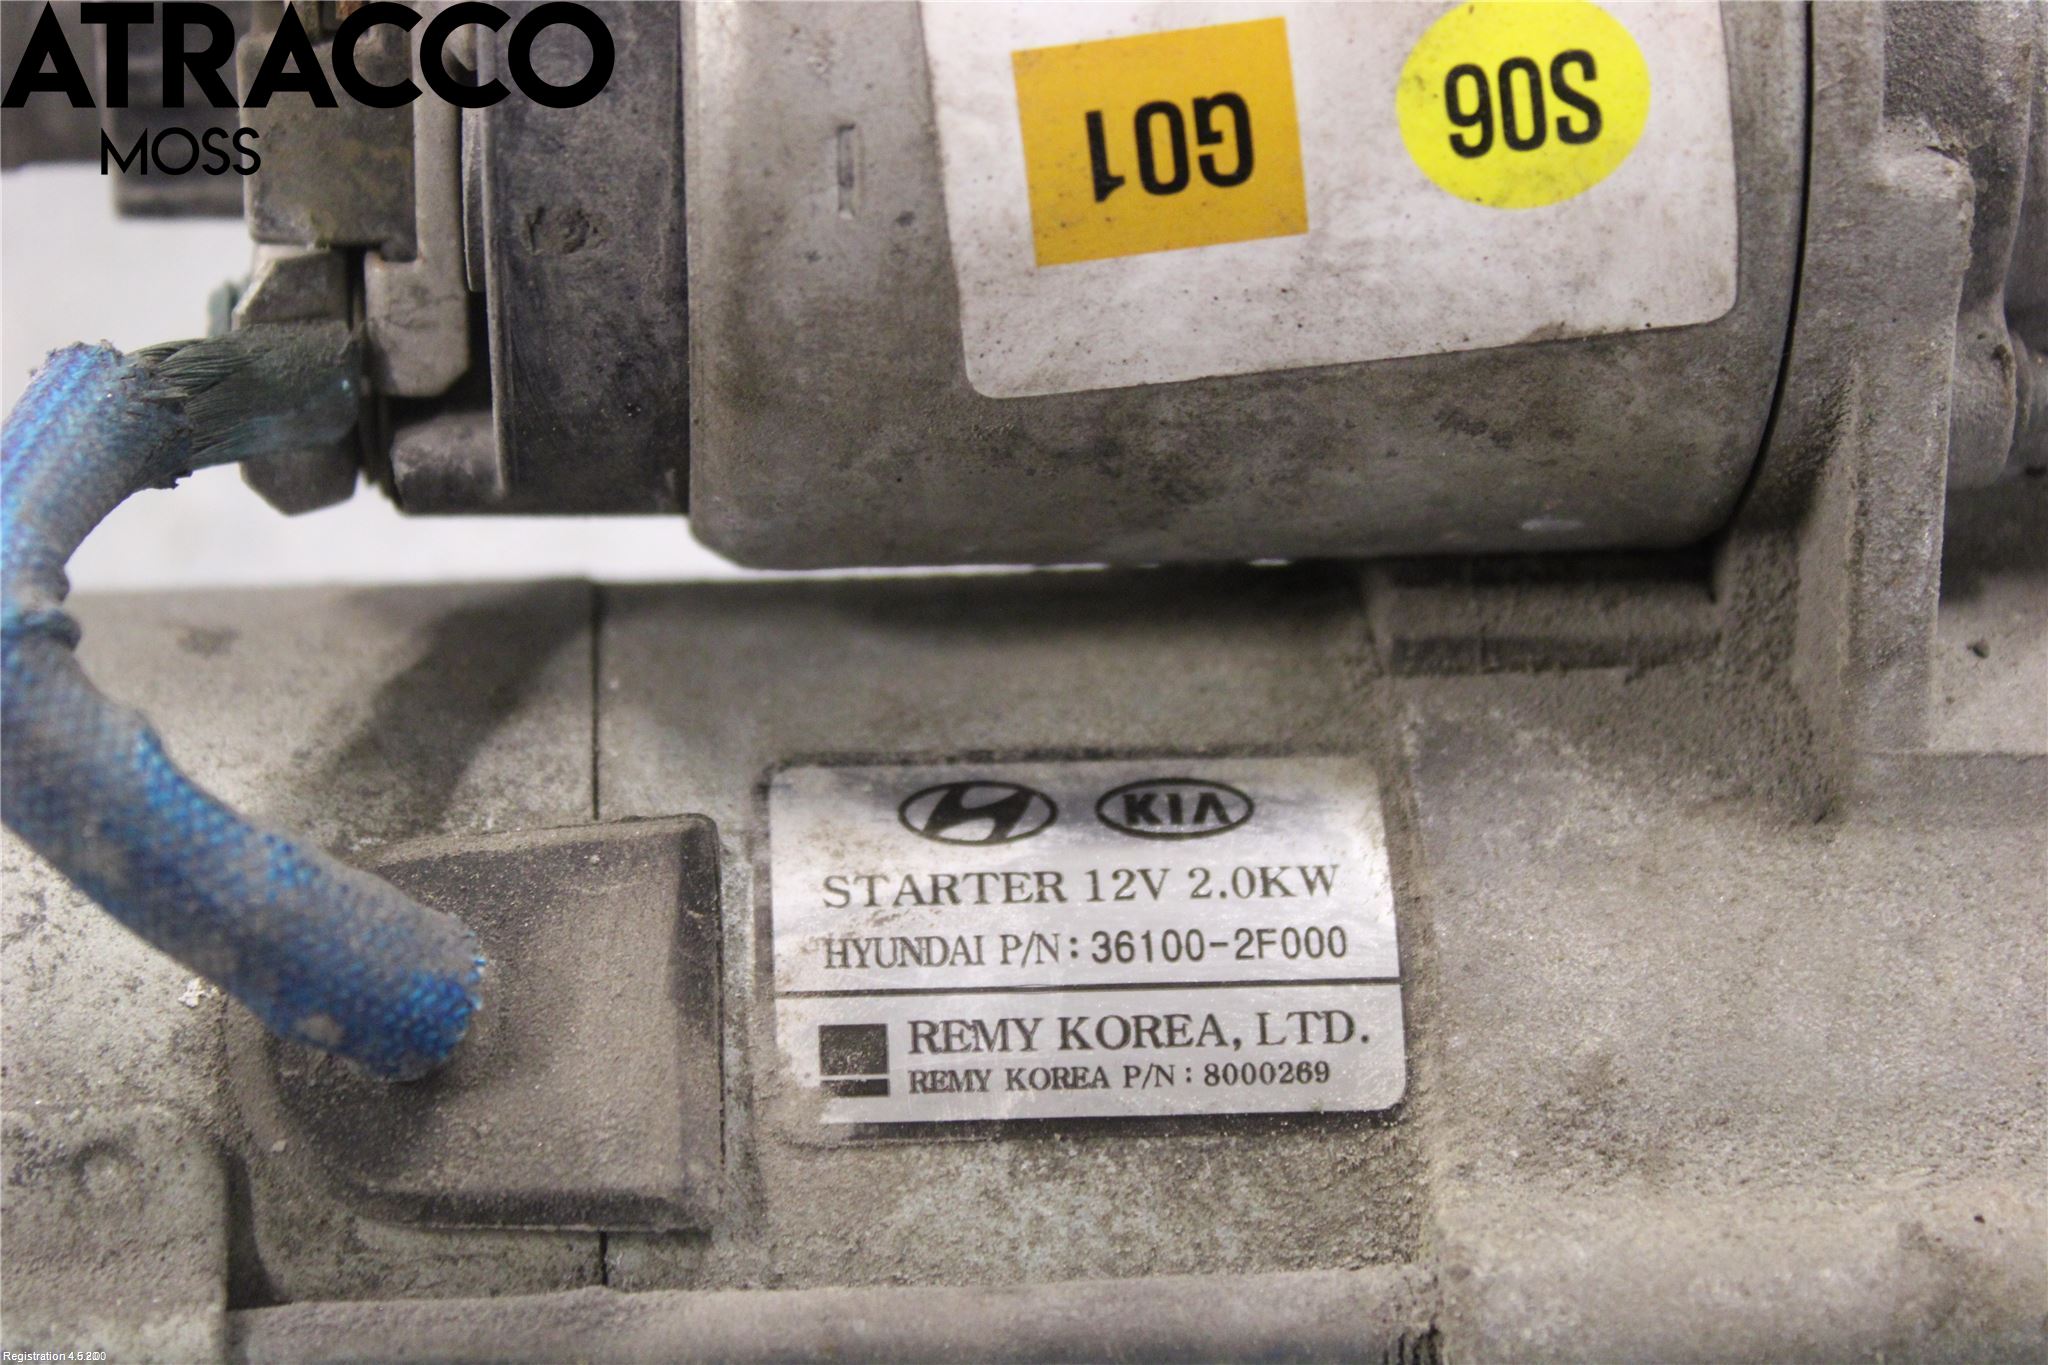 ATRACCO
MOSS
G01
S06
KIA
STARTER 12V 2.0KW
HYUNDAI P/N: 36100-2F000
REMY KOREA, LTD.
REMY KOREA P/N: 8000269